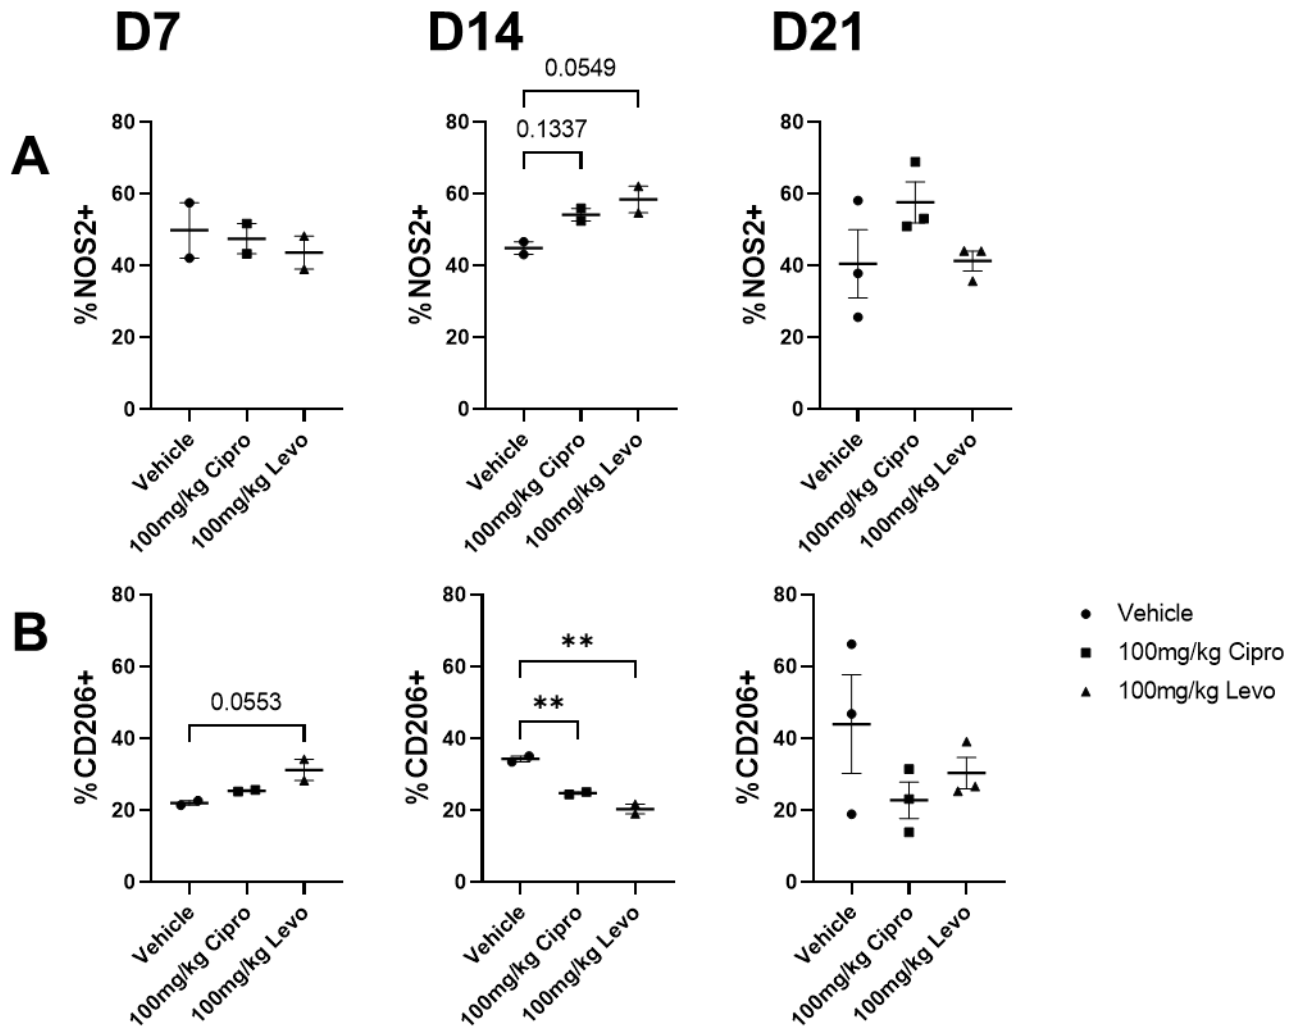 D7 D14 D21
A
0.0549
0.1337
% NOS2+
80
60
40
20
0
Vehicle
100mg/kg Cipro
100mg/kg Levo
% NOS2+
80
60
40
20
0
Vehicle
100mg/kg Cipro
100mg/kg Levo
% NOS2+
80
60
40
20
0
Vehicle
100mg/kg Cipro
100mg/kg Levo
B
% CD206+
80
60
40
20
0
0.0553
Vehicle
100mg/kg Cipro
100mg/kg Levo
% CD206+
80
60
40
20
0
**
**
Vehicle
100mg/kg Cipro
100mg/kg Levo
% CD206+
80
60
40
20
0
Vehicle
100mg/kg Cipro
100mg/kg Levo
Vehicle
100mg/kg Cipro
100mg/kg Levo